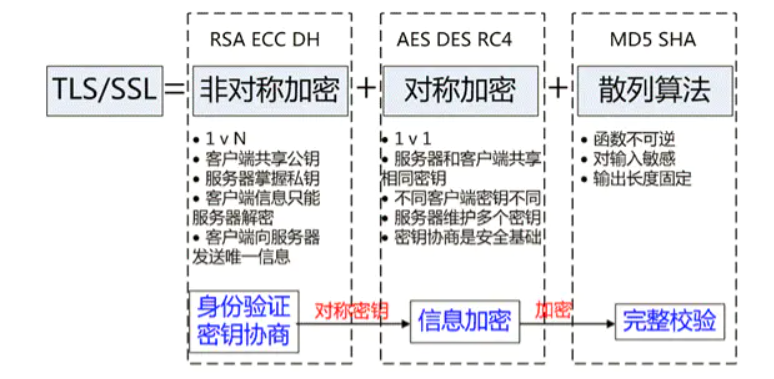 RSA ECC DH
AES DES RC4
MD5 SHA
TLS/SSL = 非对称加密 + 对称加密 + 散列算法
• 1 v N
• 客户端共享公钥
• 服务器掌握私钥
• 客户端信息只能
服务器解密
• 客户端向服务器
发送唯一信息
• 1 v 1
• 服务器和客户端共享
相同密钥
• 不同客户端密钥不同
• 服务器维护多个密钥
• 密钥协商是安全基础
• 函数不可逆
• 对输入敏感
• 输出长度固定
身份验证
密钥协商
对称密钥
信息加密
加密
完整校验